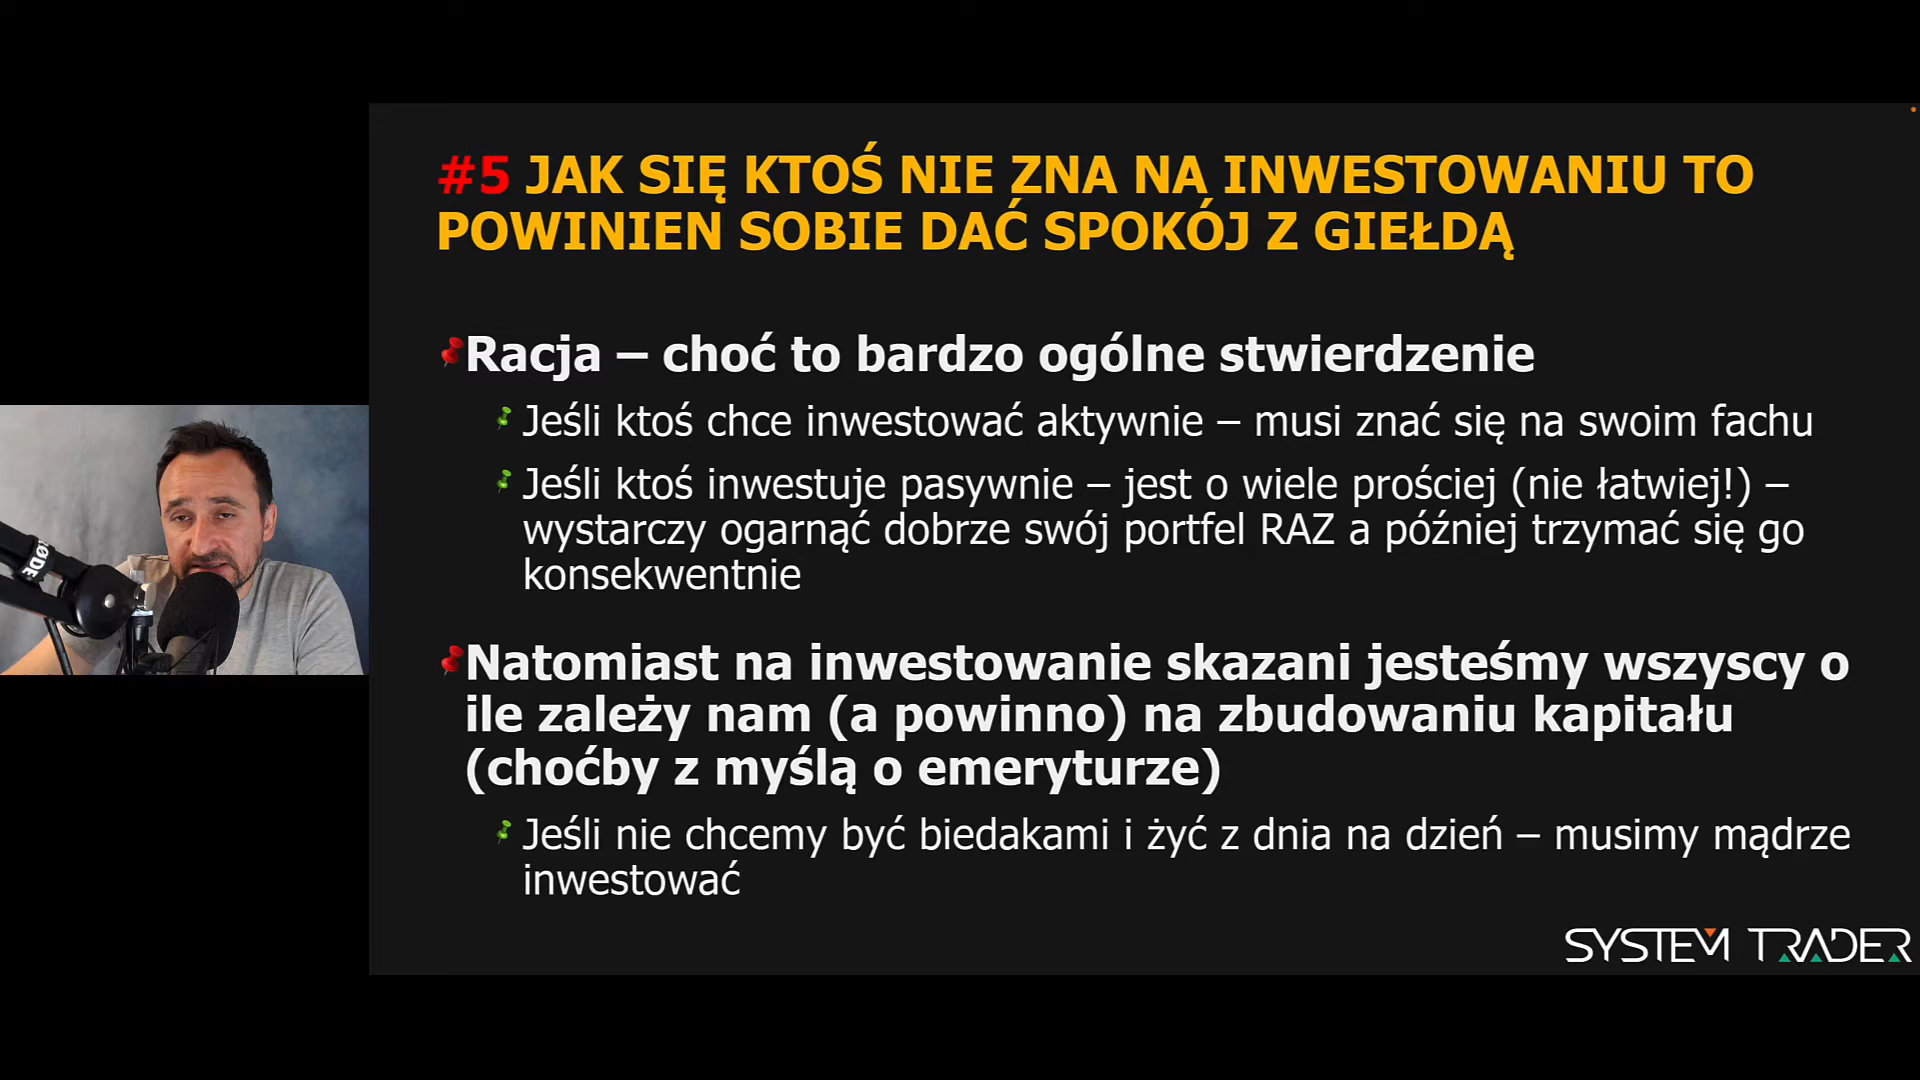 #5 JAK SIĘ KTOŚ NIE ZNA NA INWESTOWANIU TO
POWINIEN SOBIE DAĆ SPOKÓJ Z GIEŁDĄ
Racja – choć to bardzo ogólne stwierdzenie
Jeśli ktoś chce inwestować aktywnie – musi znać się na swoim fachu
Jeśli ktoś inwestuje pasywnie – jest o wiele prościej (nie łatwiej!) –
wystarczy ogarnąć dobrze swój portfel RAZ a później trzymać się go
konsekwentnie
RØDE
Natomiast na inwestowanie skazani jesteśmy wszyscy o
ile zależy nam (a powinno) na zbudowaniu kapitału
(choćby z myślą o emeryturze)
Jeśli nie chcemy być biedakami i żyć z dnia na dzień – musimy mądrze
inwestować
SYSTEM TRADER